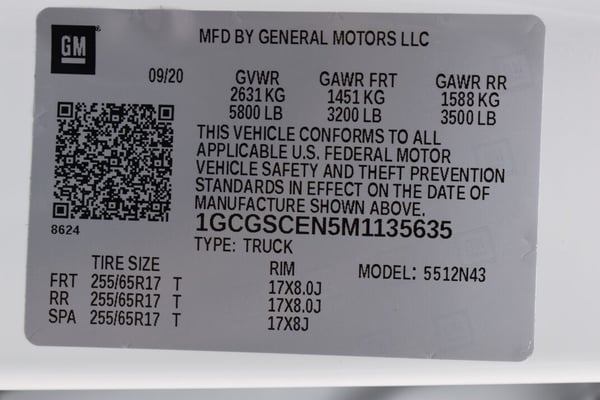 GM
MFD BY GENERAL MOTORS LLC
09/20 GVWR GAWR FRT GAWR RR
2631 KG 1451 KG 1588 KG
5800 LB 3200 LB 3500 LB
THIS VEHICLE CONFORMS TO ALL
APPLICABLE U.S. FEDERAL MOTOR
VEHICLE SAFETY AND THEFT PREVENTION
STANDARDS IN EFFECT ON THE DATE OF
MANUFACTURE SHOWN ABOVE.
8624
1GCGSCEN5M1135635
TYPE: TRUCK
TIRE SIZE RIM MODEL: 5512N43
FRT 255/65R17 T 17X8.0J
RR 255/65R17 T 17X8.0J
SPA 255/65R17 T 17X8J